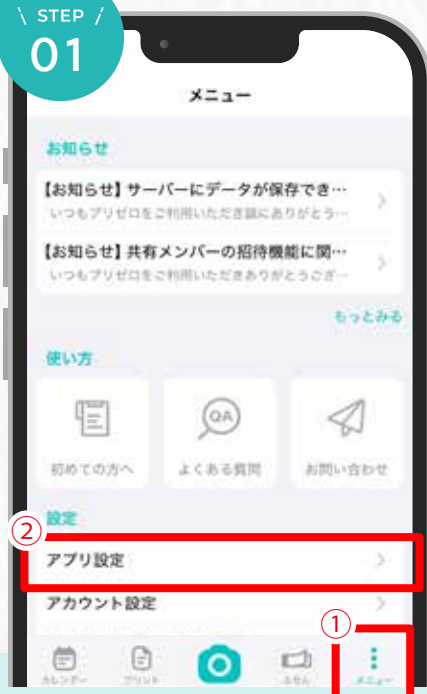 \ STEP /
01
メニュー
お知らせ
【お知らせ】サーバーにデータが保存でき…
いつもプリゼロをご利用いただき誠にありがとう…
【お知らせ】共有メンバーの招待機能に関…
いつもプリゼロをご利用いただきありがとうござ…
もっとみる
使い方
QA
初めての方へ
よくある質問
お問い合わせ
設定
②
アプリ設定
アカウント設定
①
カレンダー
プリント
ふせん
メニュー